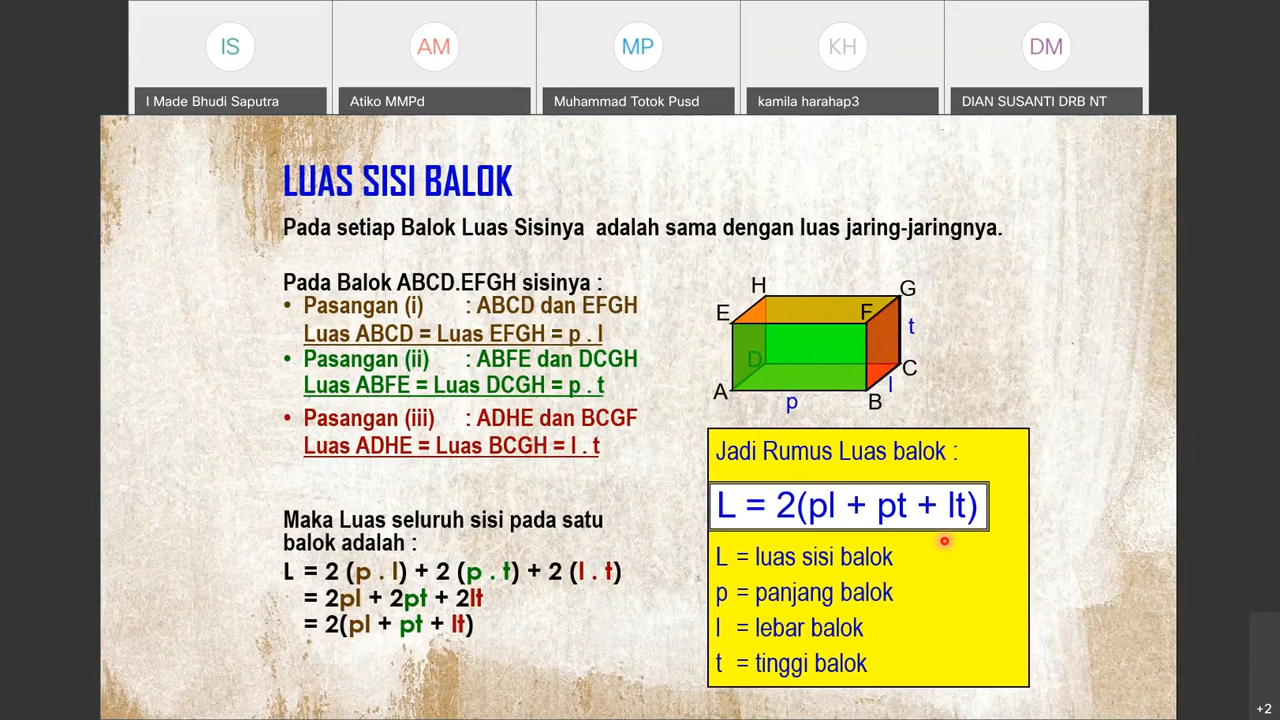 IS
AM
MP
KH
DM
I Made Bhudi Saputra
Atiko MMPd
Muhammad Totok Pusd
kamila harahap3
DIAN SUSANTI DRB NT
LUAS SISI BALOK
Pada setiap Balok Luas Sisinya adalah sama dengan luas jaring-jaringnya.
Pada Balok ABCD.EFGH sisinya :
• Pasangan (i) : ABCD dan EFGH
Luas ABCD = Luas EFGH = p . l
• Pasangan (ii) : ABFE dan DCGH
Luas ABFE = Luas DCGH = p . t
• Pasangan (iii) : ADHE dan BCGF
Luas ADHE = Luas BCGH = l . t
Maka Luas seluruh sisi pada satu
balok adalah :
L = 2 (p . l) + 2 (p . t) + 2 (l . t)
= 2pl + 2pt + 2lt
= 2(pl + pt + lt)
H
G
E
F
t
D
C
A
l
p
B
Jadi Rumus Luas balok :
L = 2(pl + pt + lt)
L = luas sisi balok
p = panjang balok
l = lebar balok
t = tinggi balok
+2